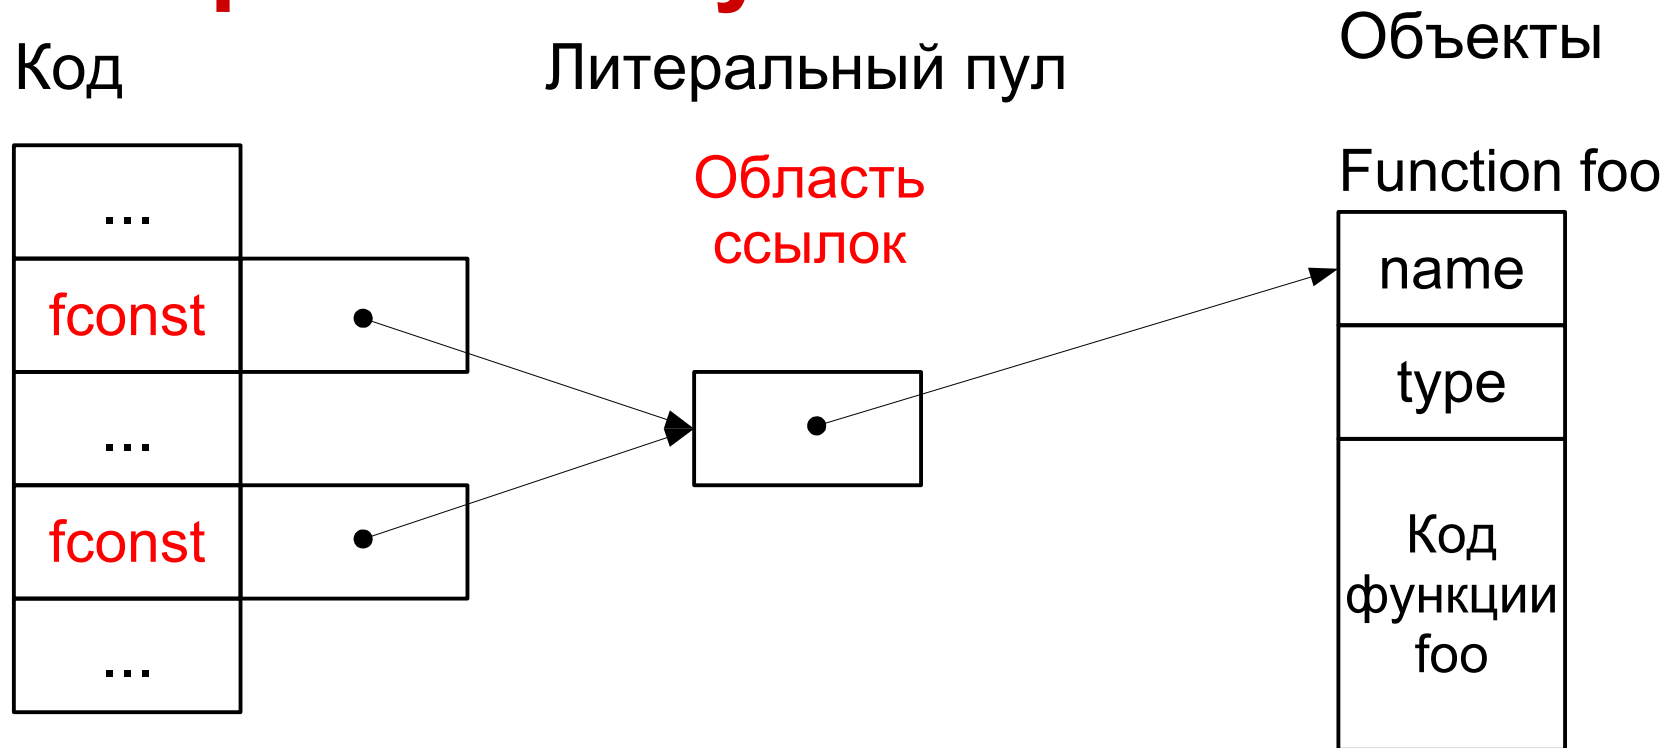 Код
Литеральный пул
Объекты
Область
ссылок
Function foo
...
fconst
...
fconst
...
name
type
Код
функции
foo